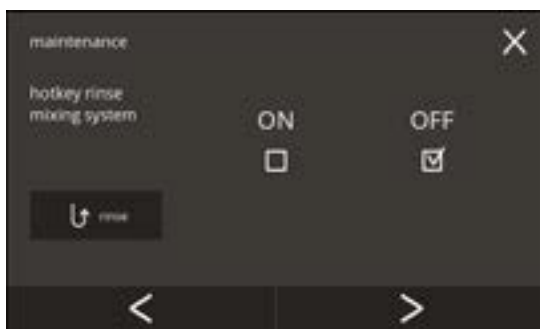 maintenance
hotkey rinse
mixing system
ON
OFF
rinse